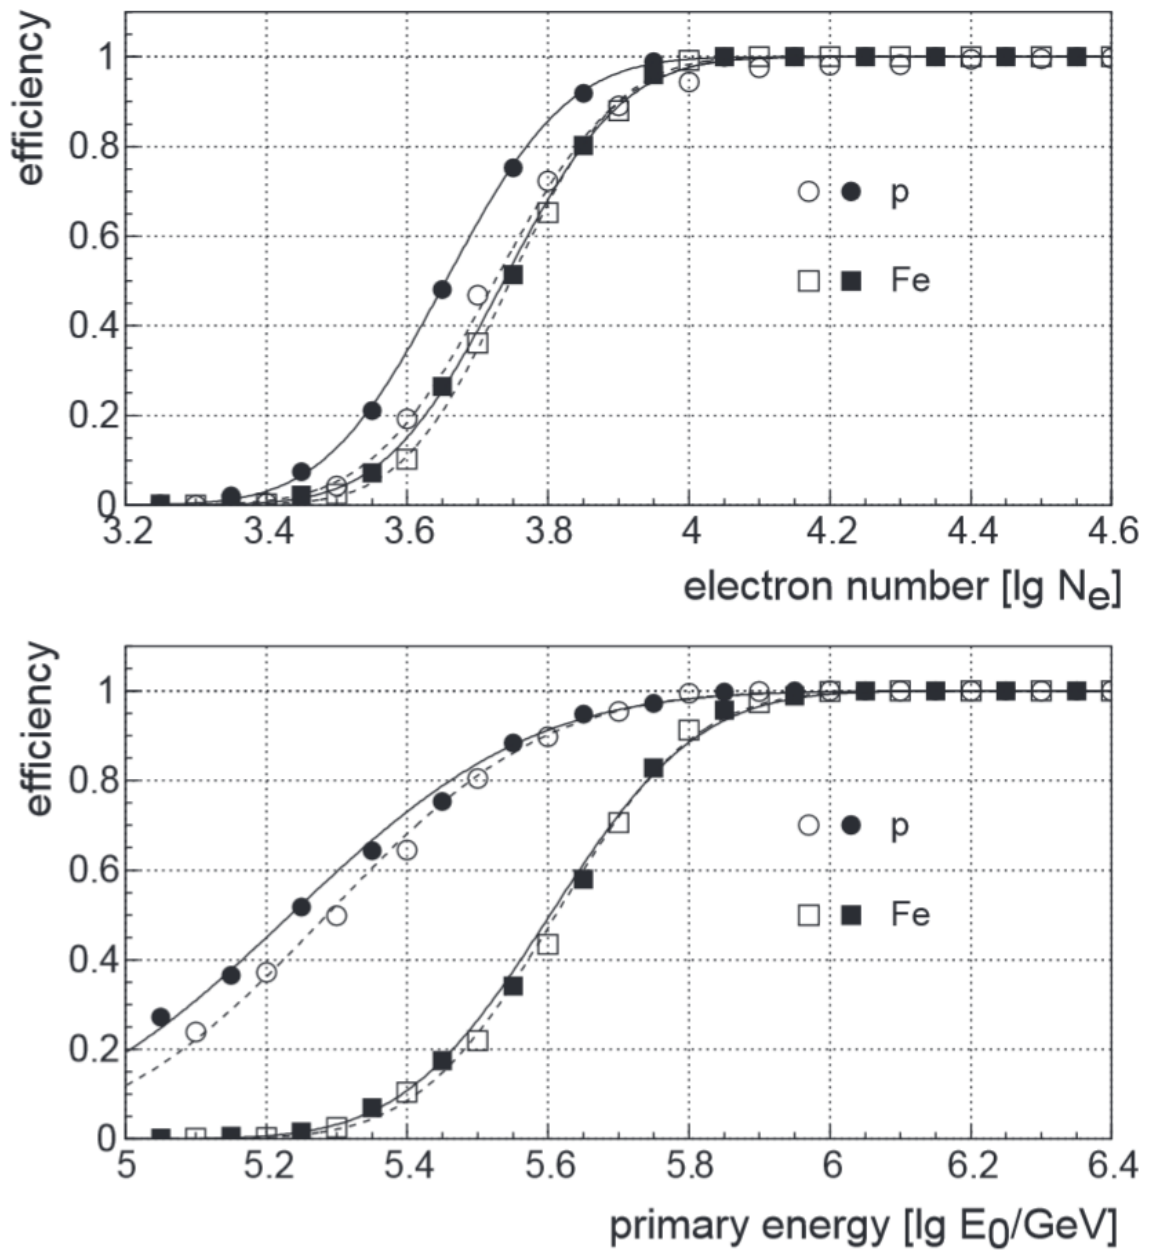 efficiency
1
0.8
0.6
0.4
0.2
0
p
Fe
3.2 3.4 3.6 3.8 4 4.2 4.4 4.6
electron number [lg Ne]
efficiency
1
0.8
0.6
0.4
0.2
0
p
Fe
5 5.2 5.4 5.6 5.8 6 6.2 6.4
primary energy [lg E0/GeV]